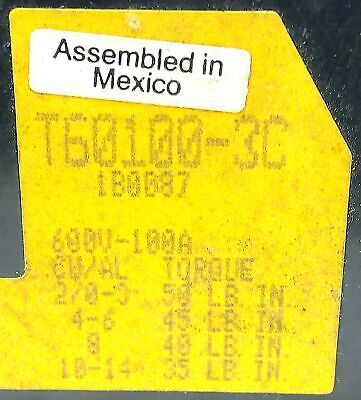 Assembled in
Mexico
T60100-3C
1B0087
600V-100A
CU/AL TORQUE
2/0-3 50 LB. IN.
4-6 45 LB. IN.
8 40 LB. IN.
10-14 35 LB. IN.